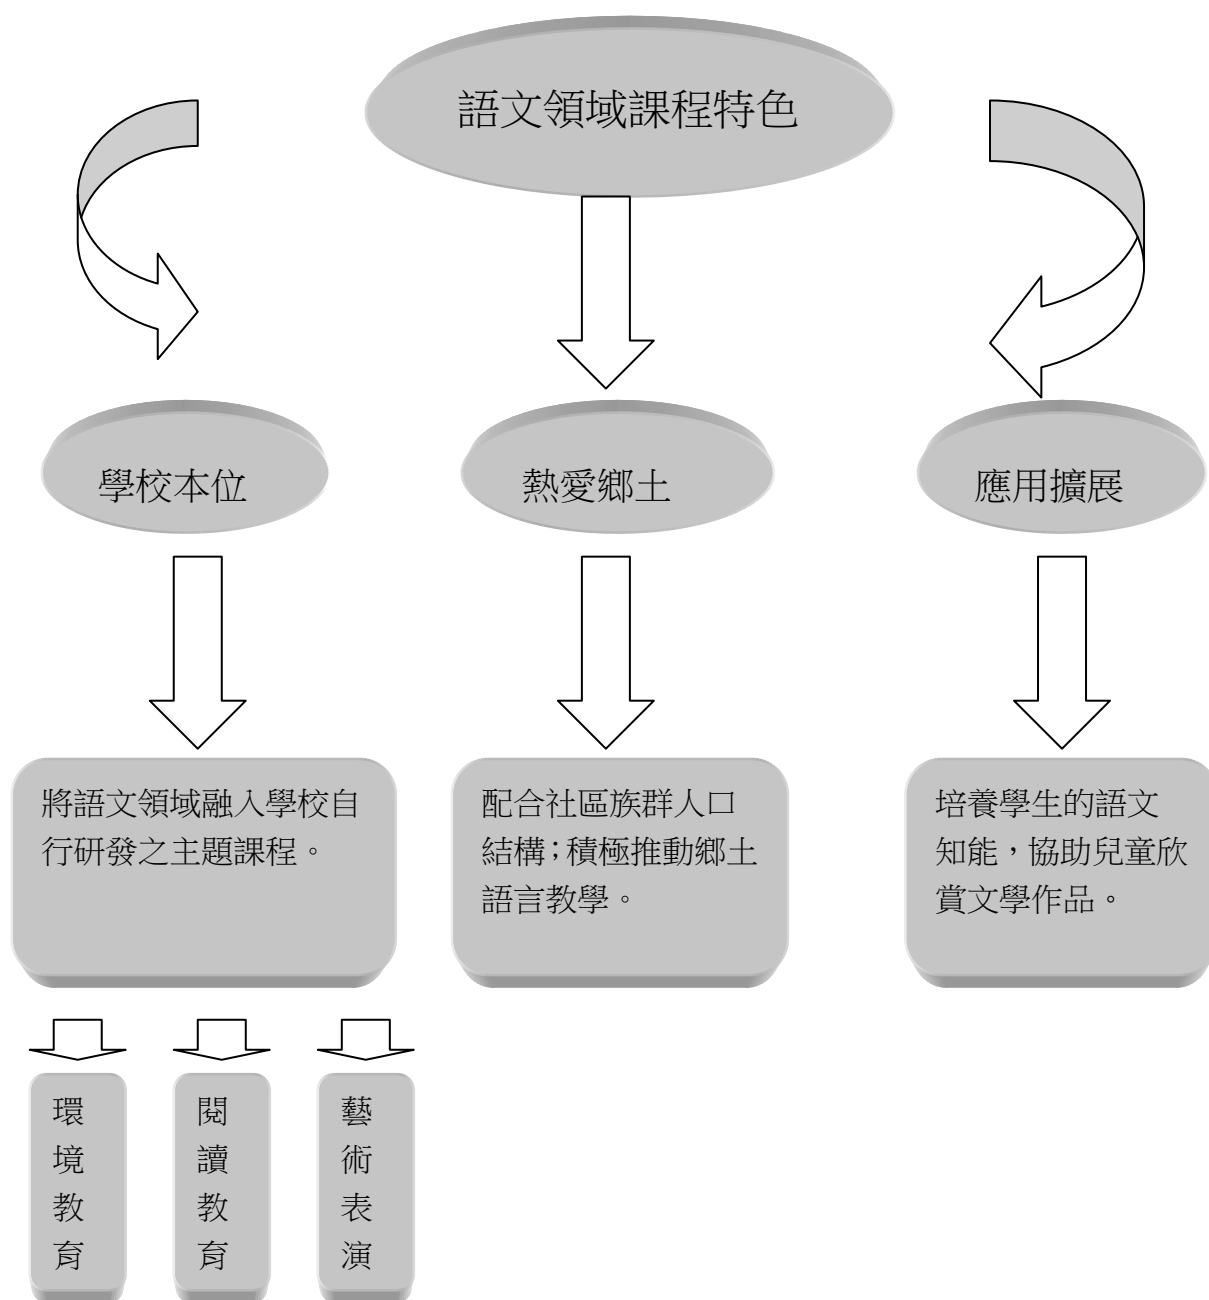 語文領域課程特色
學校本位
熱愛鄉土
應用擴展
將語文領域融入學校自
行研發之主題課程。
配合社區族群人口
結構;積極推動鄉土
語言教學。
培養學生的語文
知能，協助兒童欣
賞文學作品。
環境教育
閱讀教育
藝術表演